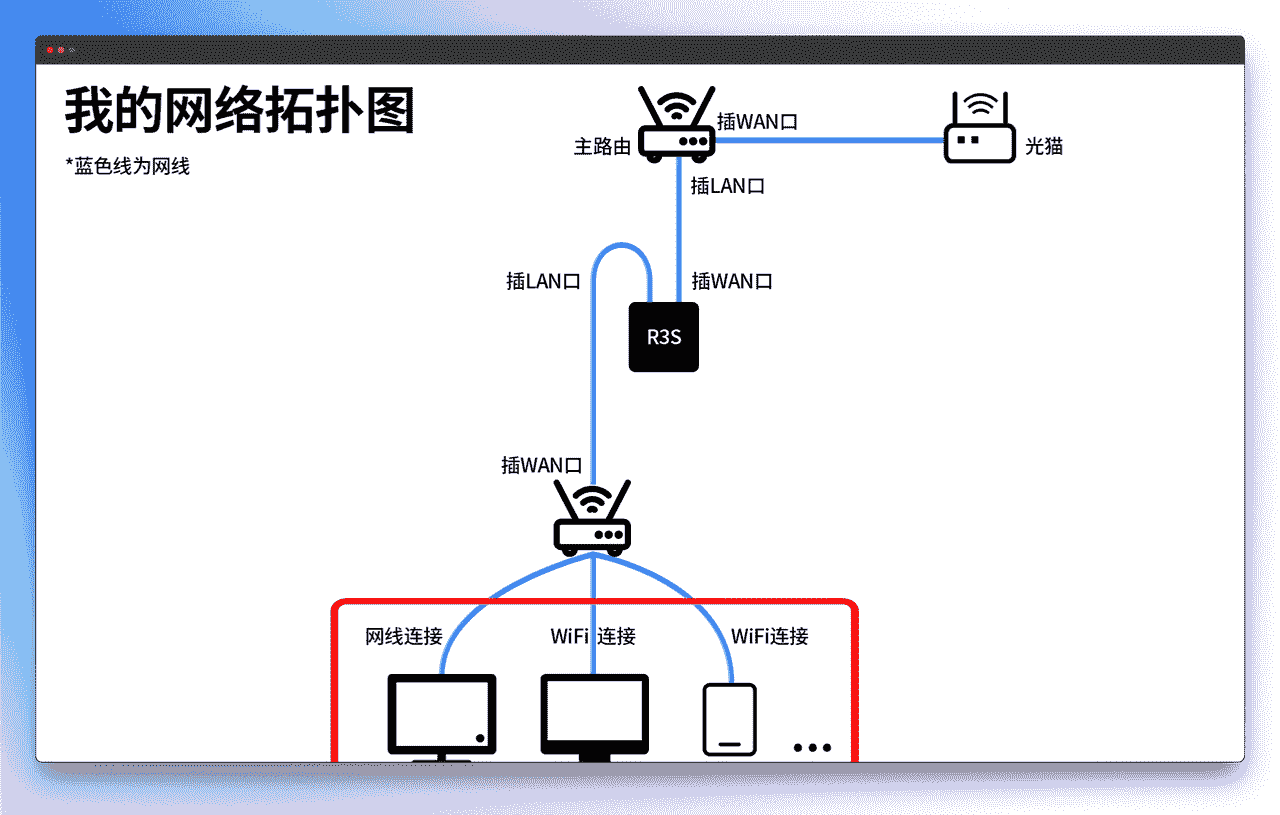 我的网络拓扑图
*蓝色线为网线
插WAN口
主路由
光猫
插LAN口
插LAN口
插WAN口
R3S
插WAN口
网线连接
WiFi连接
WiFi连接